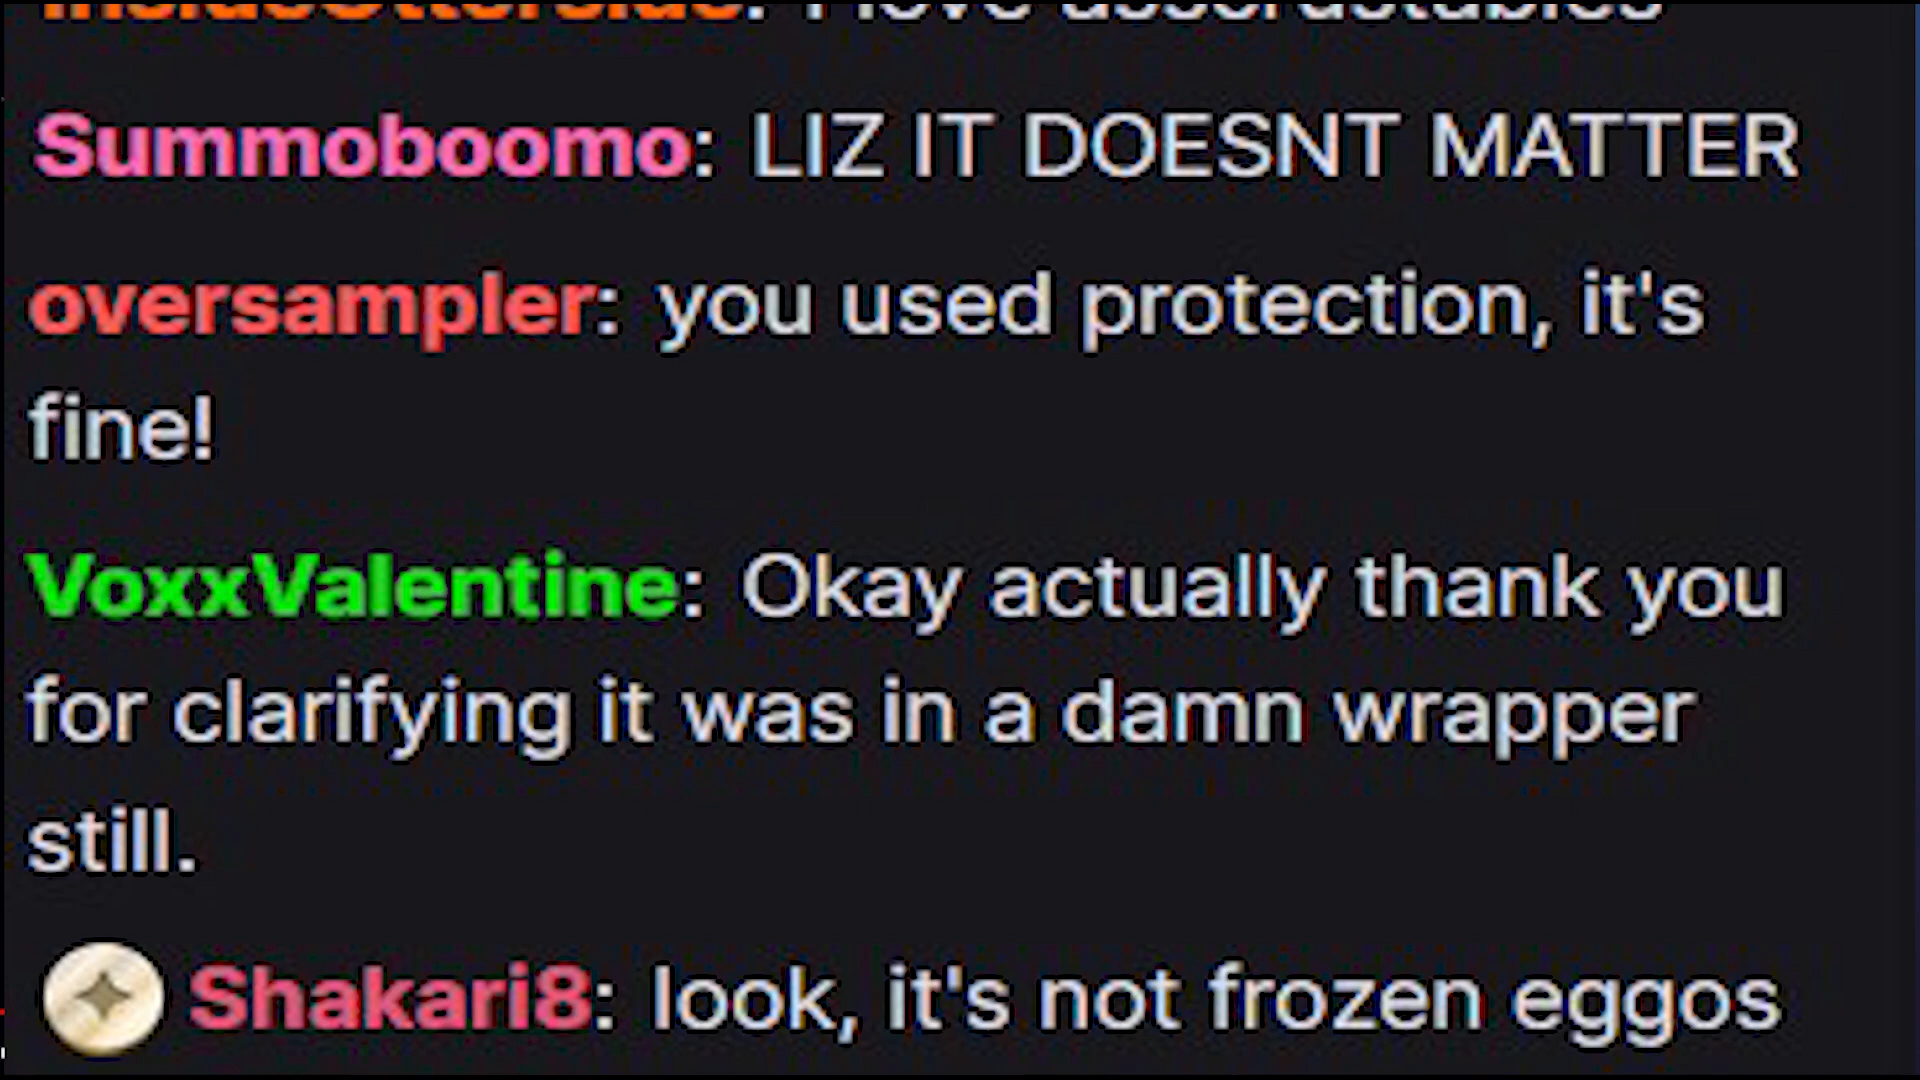 Summoboomo: LIZ IT DOESNT MATTER
oversampler: you used protection, it's
fine!
VoxxValentine: Okay actually thank you
for clarifying it was in a damn wrapper
still.
Shakari8: look, it's not frozen eggos